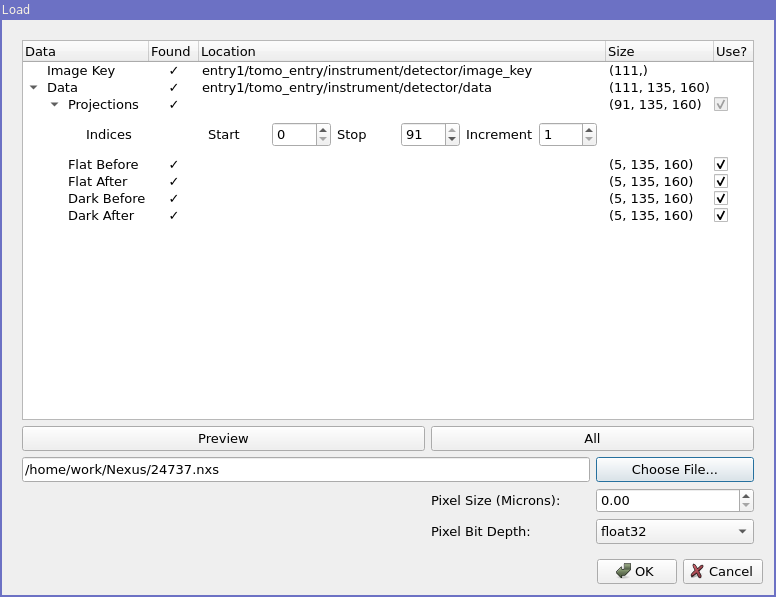 Load
Data Found Location Size Use?
Image Key ✓ entry1/tomo_entry/instrument/detector/image_key (111,)
Data ✓ entry1/tomo_entry/instrument/detector/data (111, 135, 160)
Projections ✓ (91, 135, 160)
Indices Start 0 Stop 91 Increment 1
Flat Before ✓ (5, 135, 160)
Flat After ✓ (5, 135, 160)
Dark Before ✓ (5, 135, 160)
Dark After ✓ (5, 135, 160)
Preview All
/home/work/Nexus/24737.nxs Choose File...
Pixel Size (Microns): 0.00
Pixel Bit Depth: float32
OK Cancel